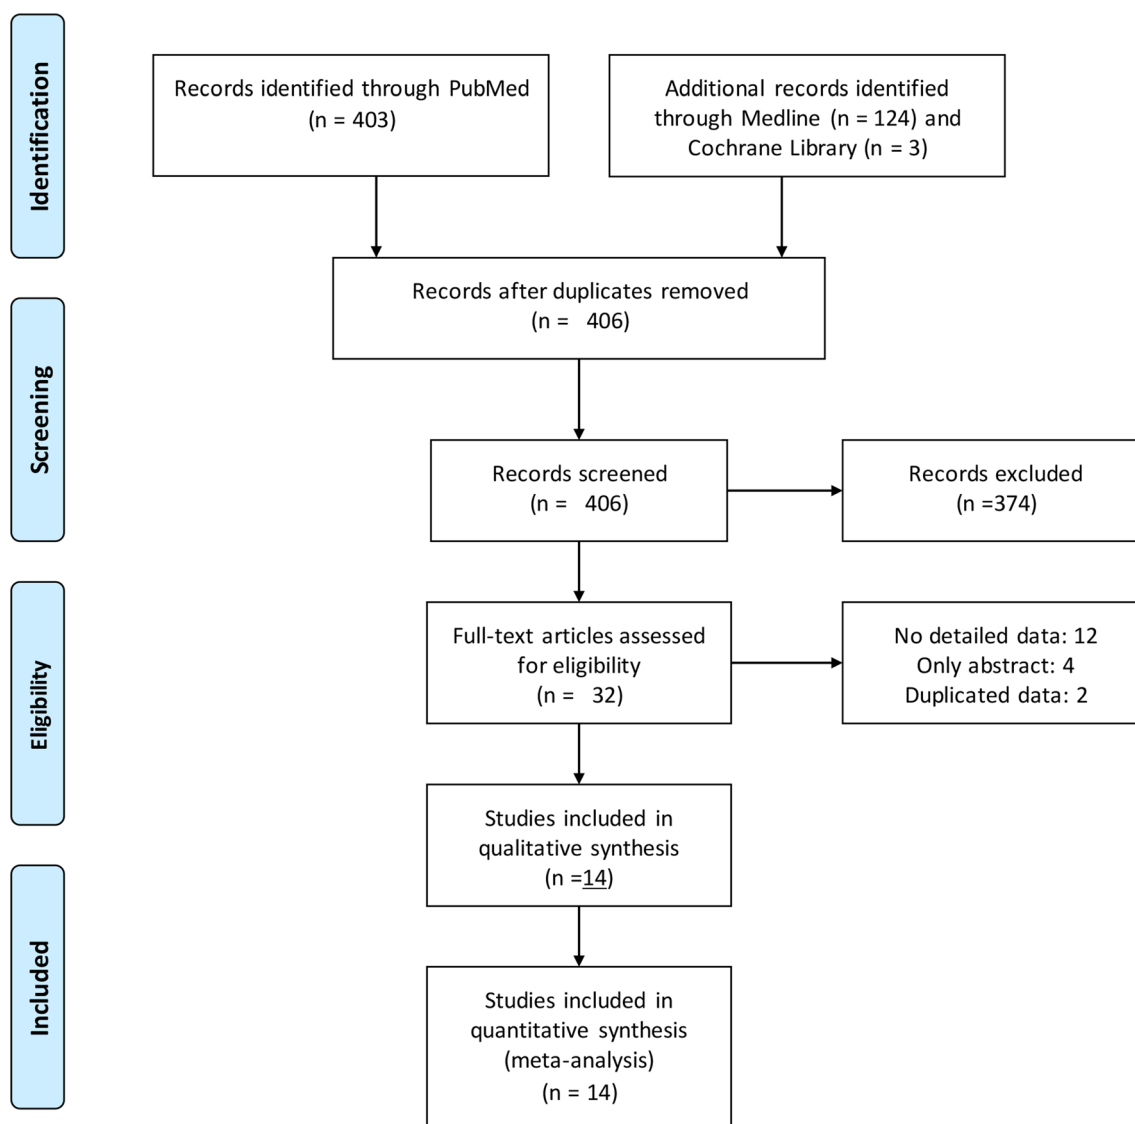 Identification
Records identified through PubMed
(n = 403)
Additional records identified
through Medline (n = 124) and
Cochrane Library (n = 3)
Records after duplicates removed
(n =   406)
Screening
Records screened
(n =   406)
Records excluded
(n =374)
Eligibility
Full-text articles assessed
for eligibility
(n =   32)
No detailed data: 12
Only abstract: 4
Duplicated data: 2
Studies included in
qualitative synthesis
(n =14)
Included
Studies included in
quantitative synthesis
(meta-analysis)
(n = 14)